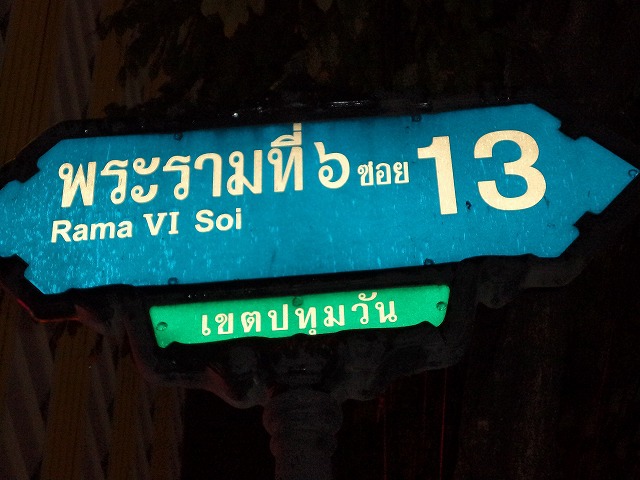 พระรามที่ ๖ ซอย 13
Rama VI Soi
เขตปทุมวัน